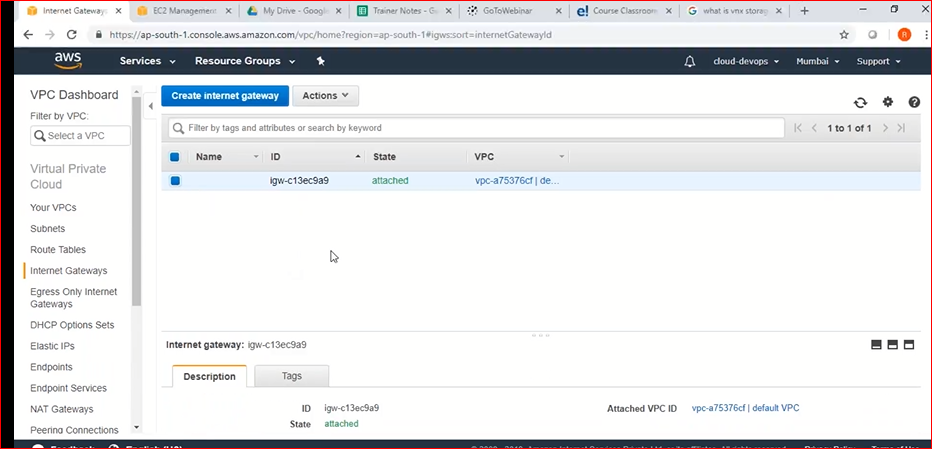 Internet Gateways
EC2 Management
My Drive - Google
Trainer Notes - G
GoToWebinar
Course Classroom
what is vnx storag
https://ap-south-1.console.aws.amazon.com/vpc/home?region=ap-south-1#igws:sort=internetGatewayId
R
aws
Services
Resource Groups
cloud-devops
Mumbai
Support
VPC Dashboard
Filter by VPC:
Select a VPC
Virtual Private
Cloud
Your VPCs
Subnets
Route Tables
Internet Gateways
Egress Only Internet
Gateways
DHCP Options Sets
Elastic IPs
Endpoints
Endpoint Services
NAT Gateways
Peering Connections
Create internet gateway
Actions
Filter by tags and attributes or search by keyword
1 to 1 of 1
Name ID State VPC
igw-c13ec9a9 attached vpc-a75376cf | de...
Internet gateway: igw-c13ec9a9
Description
Tags
ID igw-c13ec9a9 Attached VPC ID vpc-a75376cf | default VPC
State attached